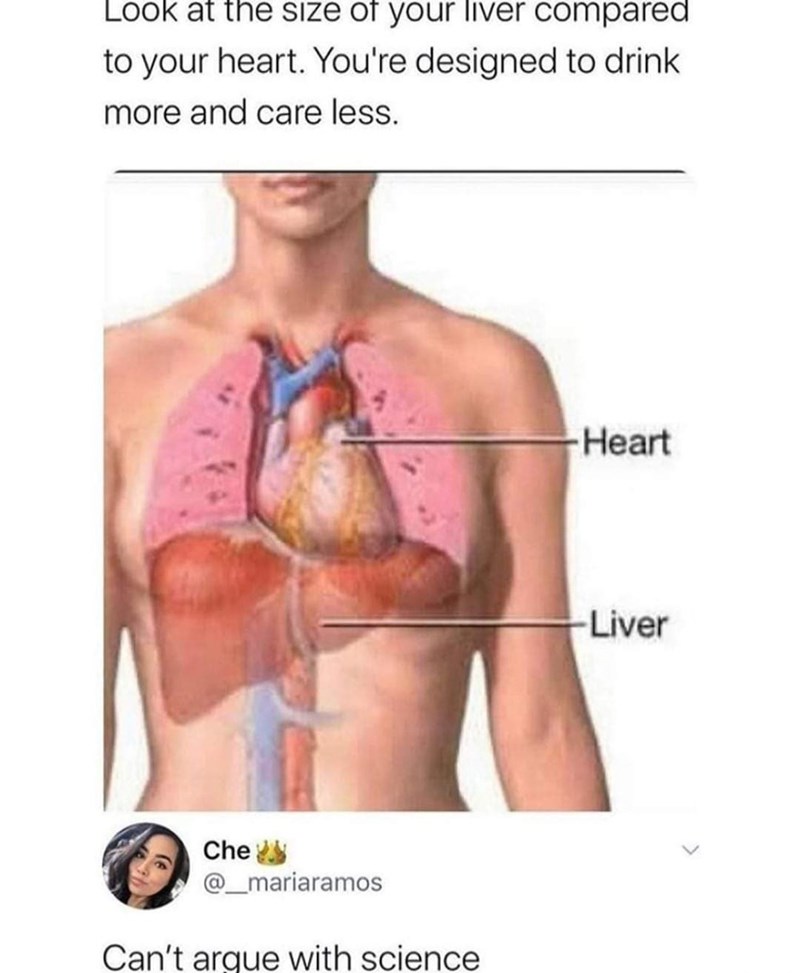 Look at the size of your liver compared
to your heart. You're designed to drink
more and care less.
Heart
Liver
Che 👑
@__mariaramos
Can't argue with science